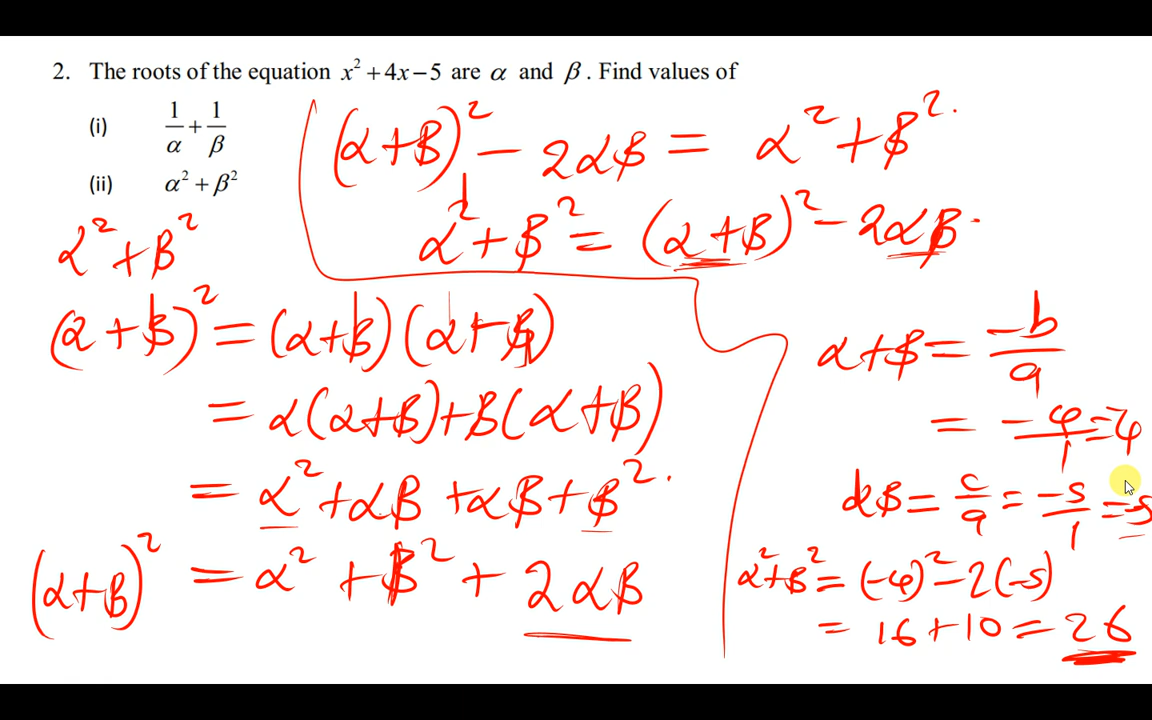 2. The roots of the equation x² + 4x − 5 are α and β. Find values of
(i) 1/α + 1/β
(ii) α² + β²
(α+β)² − 2αβ = α² + β².
α² + β² = (α+β)² − 2αβ.
α² + β²
(α+β)² = (α+β)(α+β)
= α(α+β)+β(α+β)
= α² + αβ + αβ + β².
(α+β)² = α² + β² + 2αβ
α+β = −b/a
= −4/1 = −4
αβ = c/a = −5/1 = −5
α²+β² = (−4)² − 2(−5)
= 16 + 10 = 26